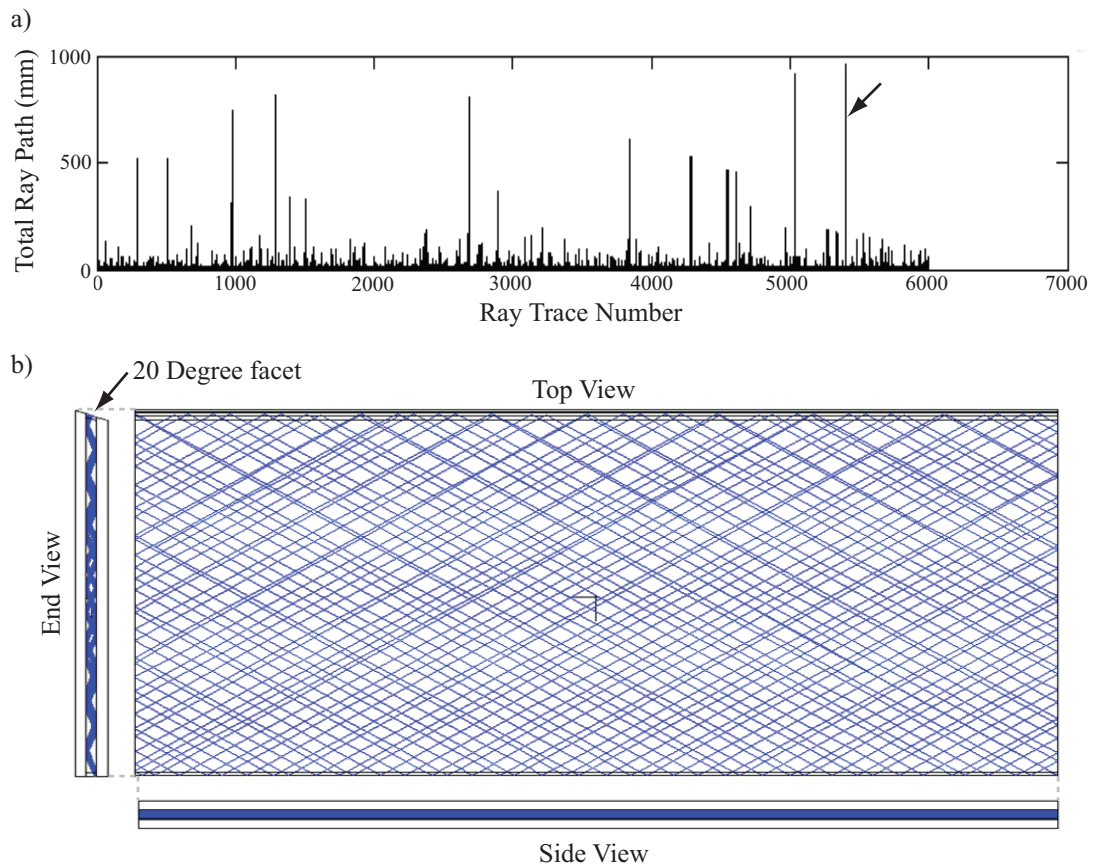 a)
1000
500
0
Total Ray Path (mm)
0 1000 2000 3000 4000 5000 6000 7000
Ray Trace Number
b)
20 Degree facet
Top View
End View
Side View